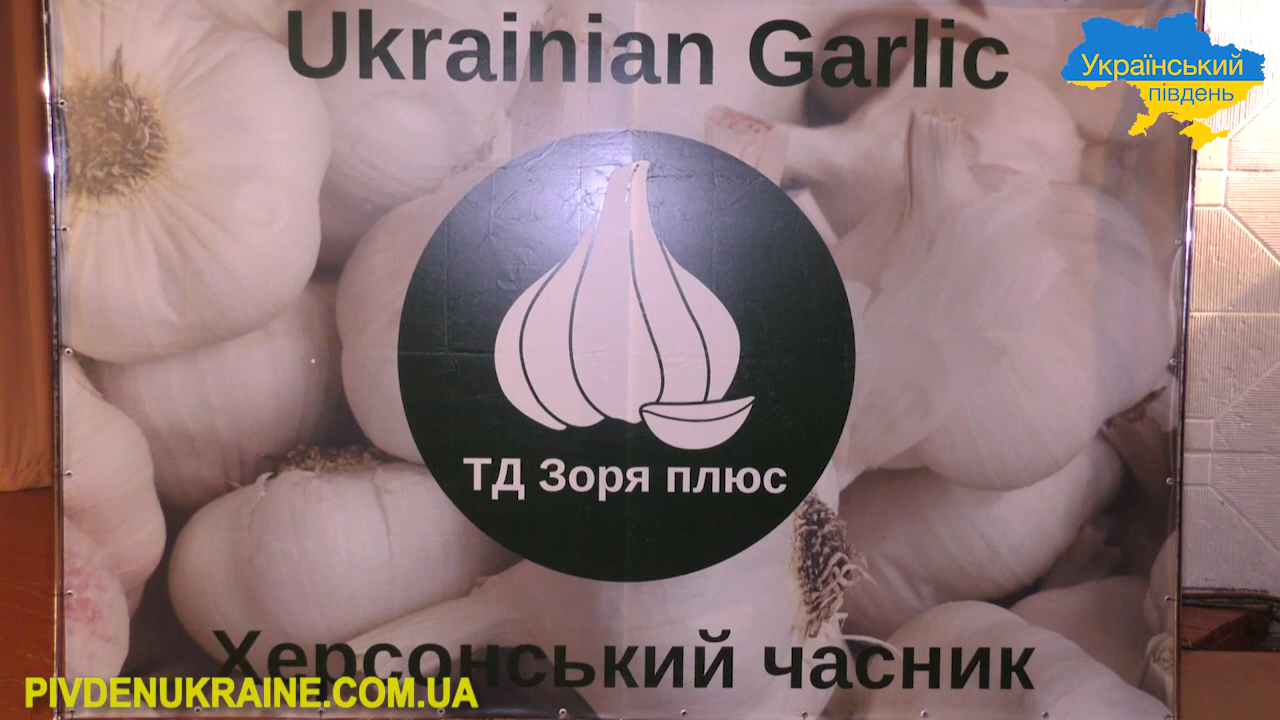 Ukrainian Garlic
Український
південь
ТД Зоря плюс
Херсонський часник
PIVDENUKRAINE.COM.UA